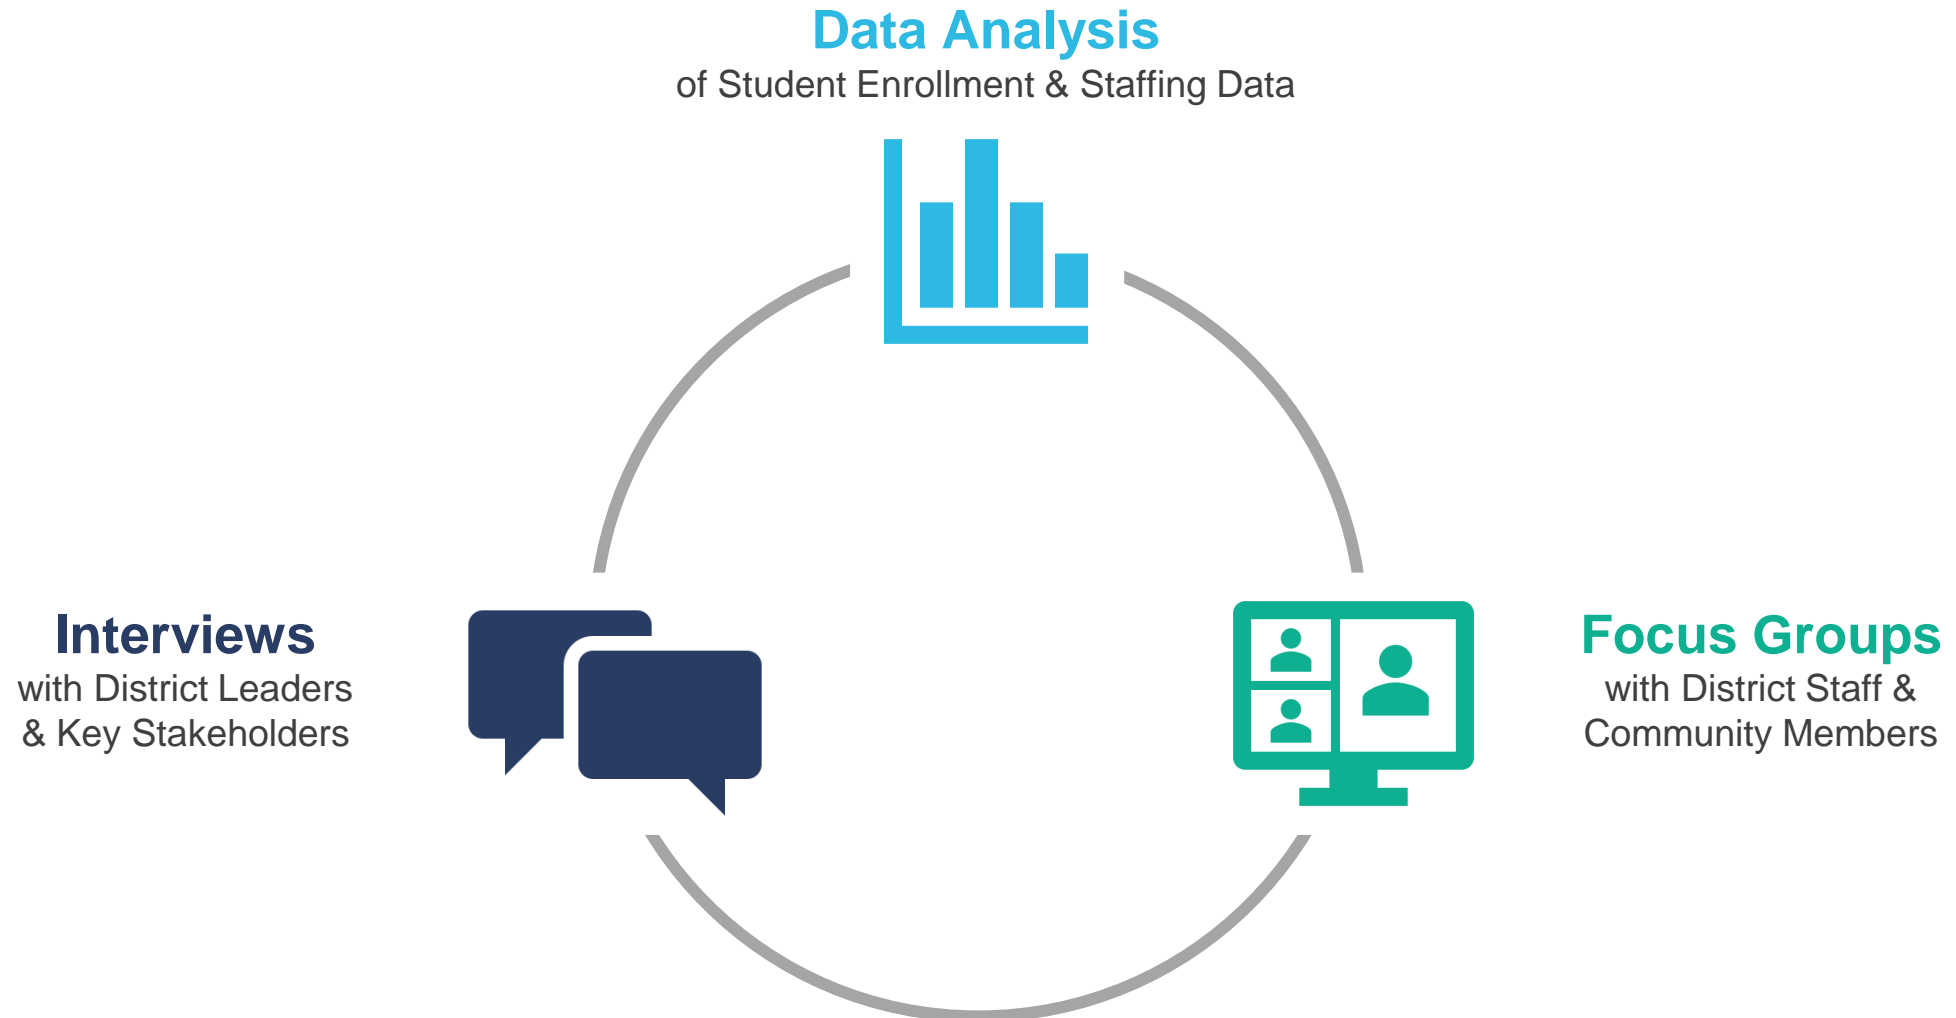 Data Analysis
of Student Enrollment & Staffing Data
Interviews
with District Leaders
& Key Stakeholders
Focus Groups
with District Staff &
Community Members